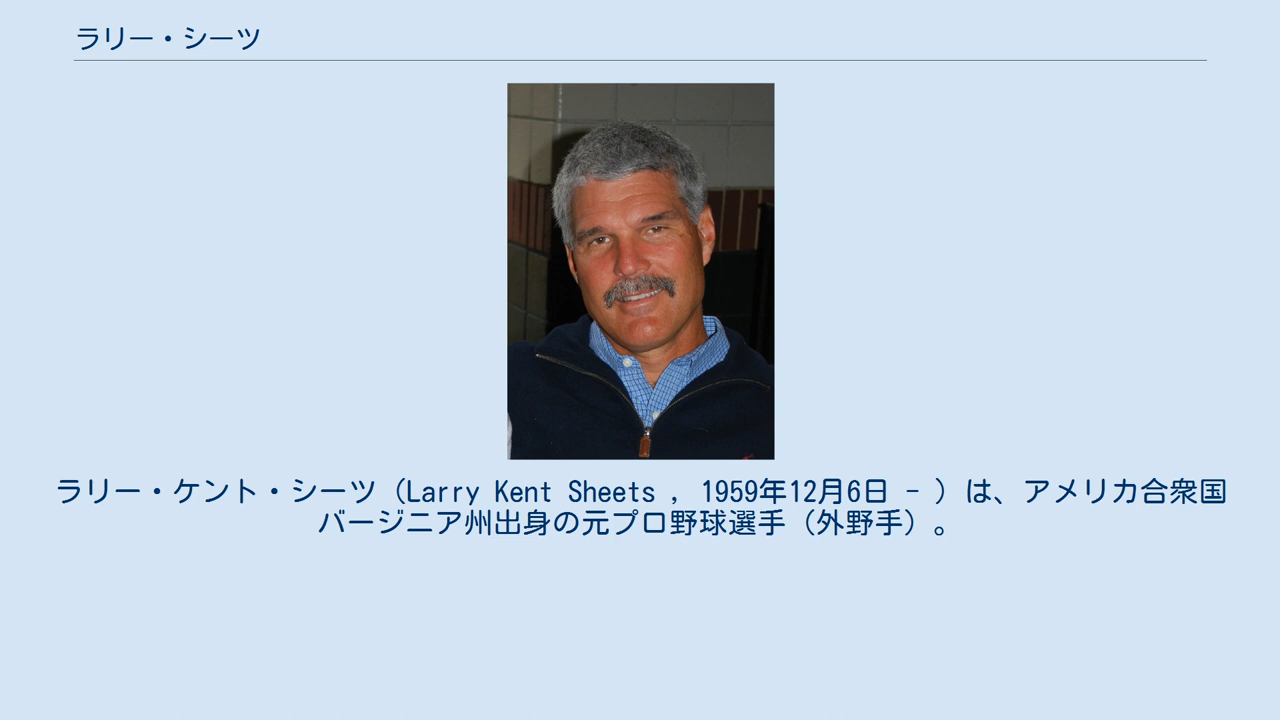 ラリー・シーツ
ラリー・ケント・シーツ（Larry Kent Sheets , 1959年12月6日 - ）は、アメリカ合衆国
バージニア州出身の元プロ野球選手（外野手）。